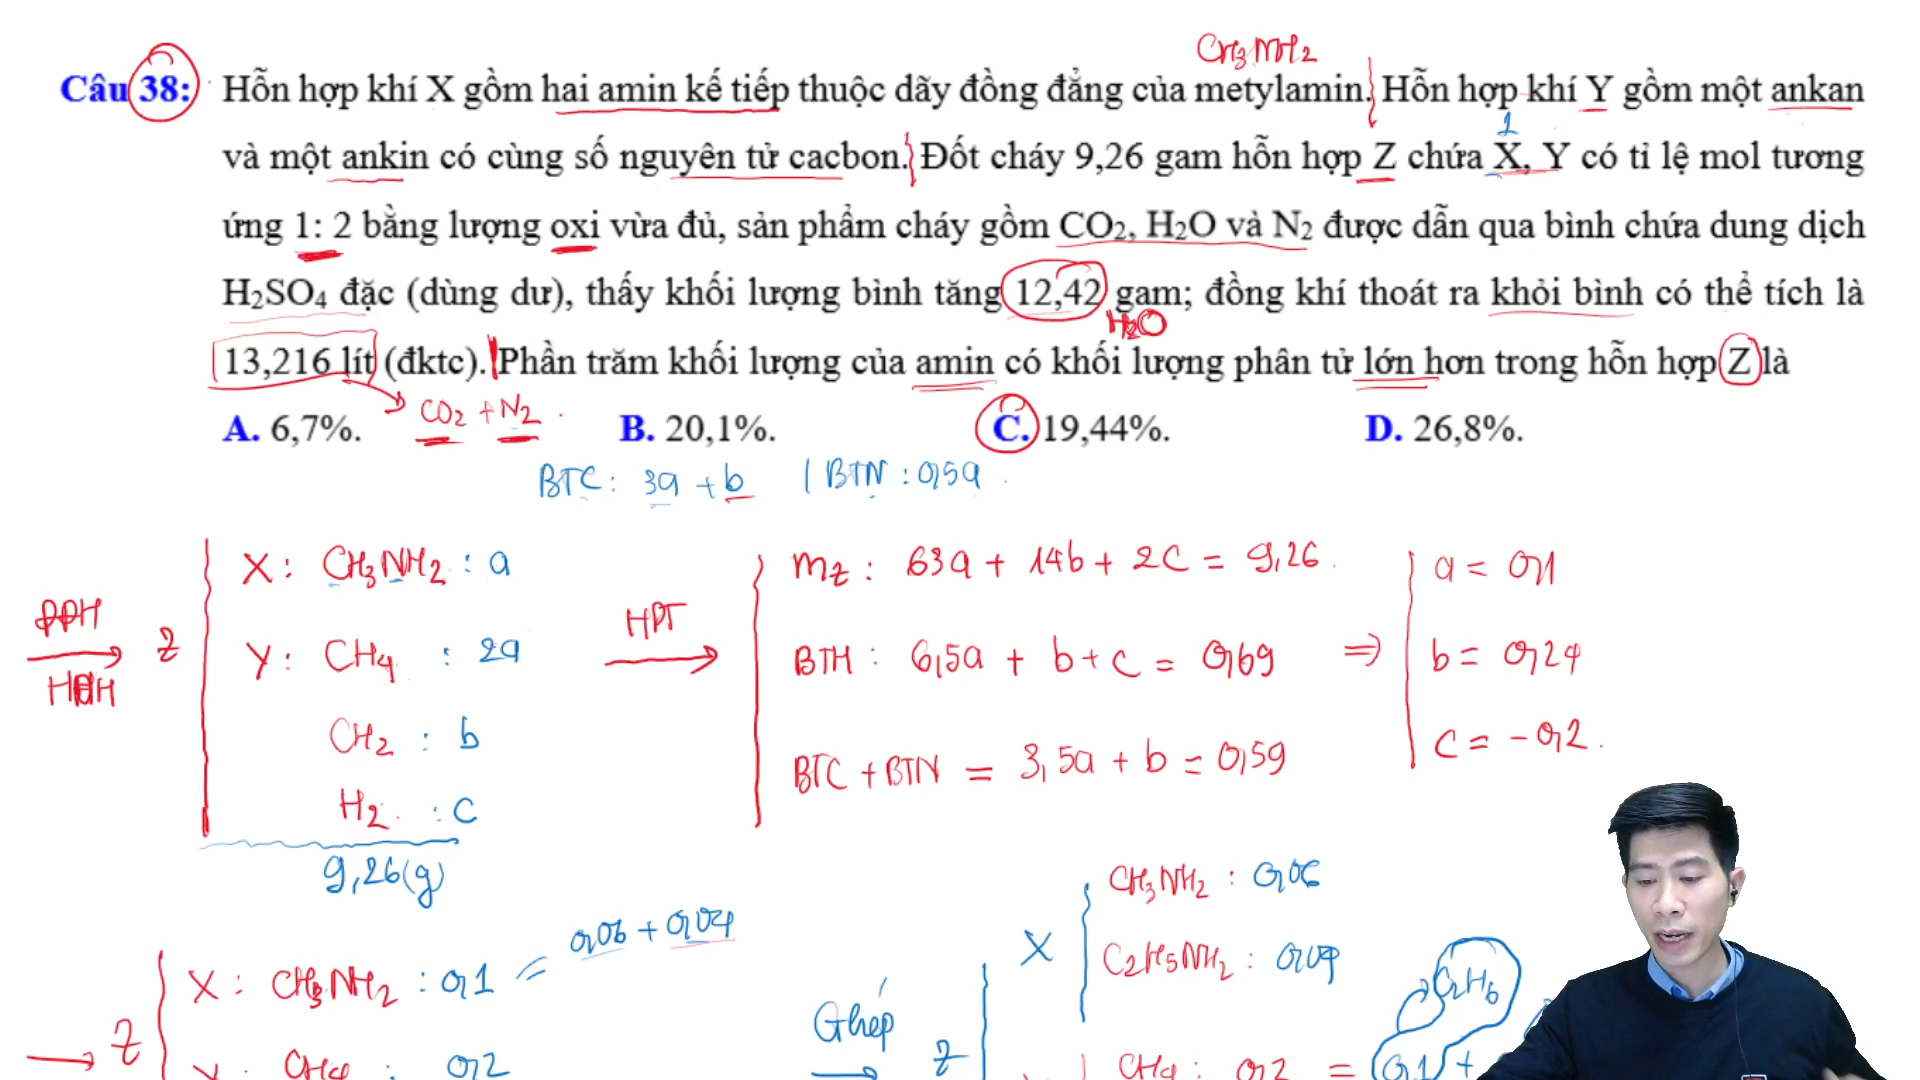 CH₃NH₂
Câu 38: Hỗn hợp khí X gồm hai amin kế tiếp thuộc dãy đồng đẳng của metylamin. Hỗn hợp khí Y gồm một ankan
1
và một ankin có cùng số nguyên tử cacbon. Đốt cháy 9,26 gam hỗn hợp Z chứa X, Y có tỉ lệ mol tương
ứng 1: 2 bằng lượng oxi vừa đủ, sản phẩm cháy gồm CO₂, H₂O và N₂ được dẫn qua bình chứa dung dịch
H₂SO₄ đặc (dùng dư), thấy khối lượng bình tăng 12,42 gam; đồng khí thoát ra khỏi bình có thể tích là
H₂O
13,216 lít (đktc). Phần trăm khối lượng của amin có khối lượng phân tử lớn hơn trong hỗn hợp Z là
CO₂ + N₂
A. 6,7%. B. 20,1%. C. 19,44%. D. 26,8%.
BTC: 3a + b | BTN: 0,5a
X: CH₃NH₂ : a
Y: CH₄ : 2a
CH₂ : b
H₂ : c
9,26(g)
Z
HPT
m_Z: 63a + 14b + 2c = 9,26
BTH: 6,5a + b + c = 0,69
BTC + BTN = 3,5a + b = 0,59
⇒
a = 0,1
b = 0,24
c = -0,2.
→ Z
X: CH₃NH₂ : 0,1 = 0,06 + 0,04
Y: CH₄ : 0,2
Ghép
Z
X
CH₃NH₂ : 0,06
C₂H₅NH₂ : 0,04
CH₄ : 0,2 = 0,1 +
C₂H₆